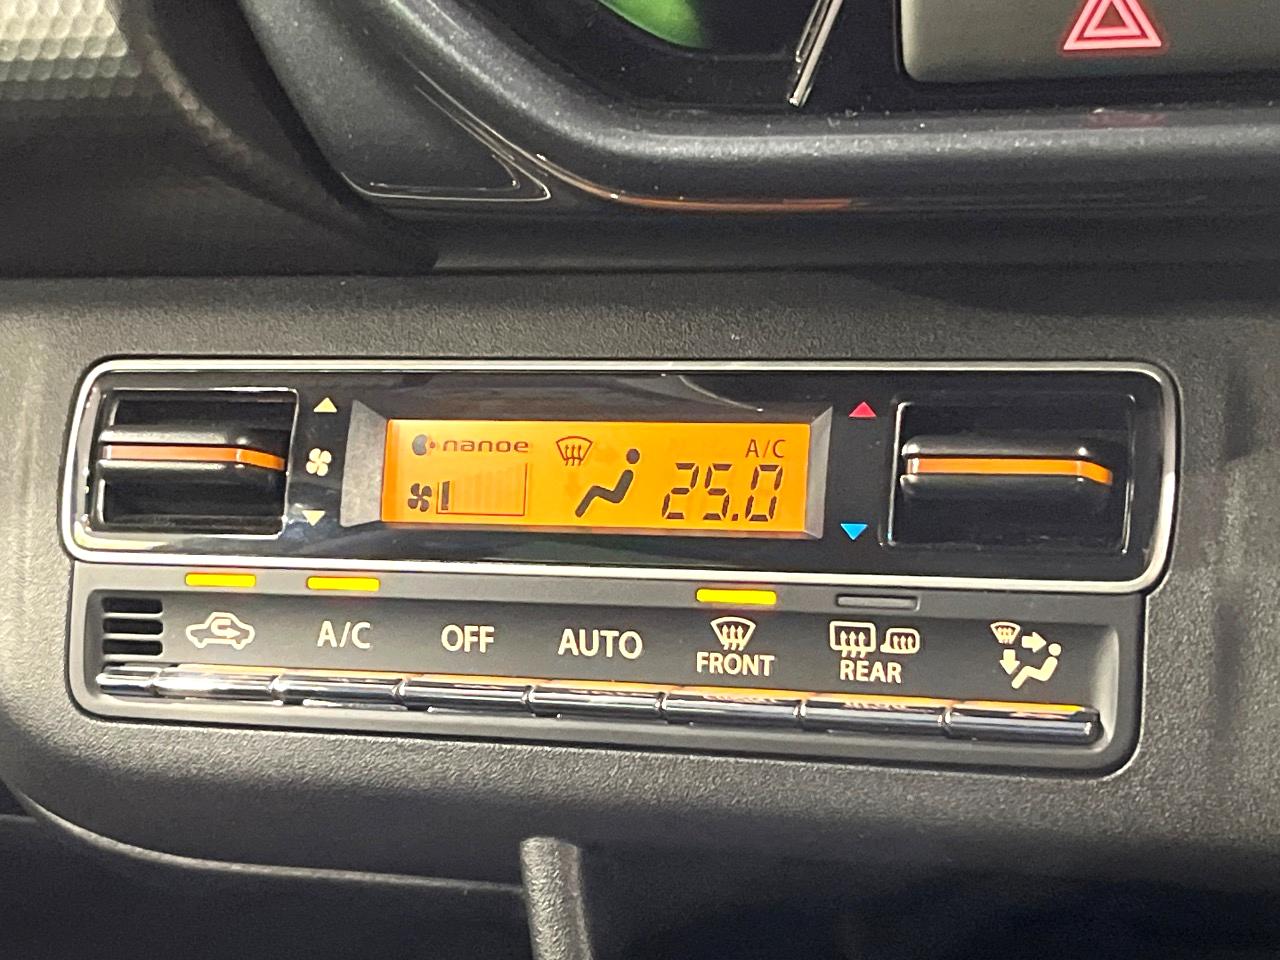 nanoe
A/C
25.0
A/C
OFF
AUTO
FRONT
REAR